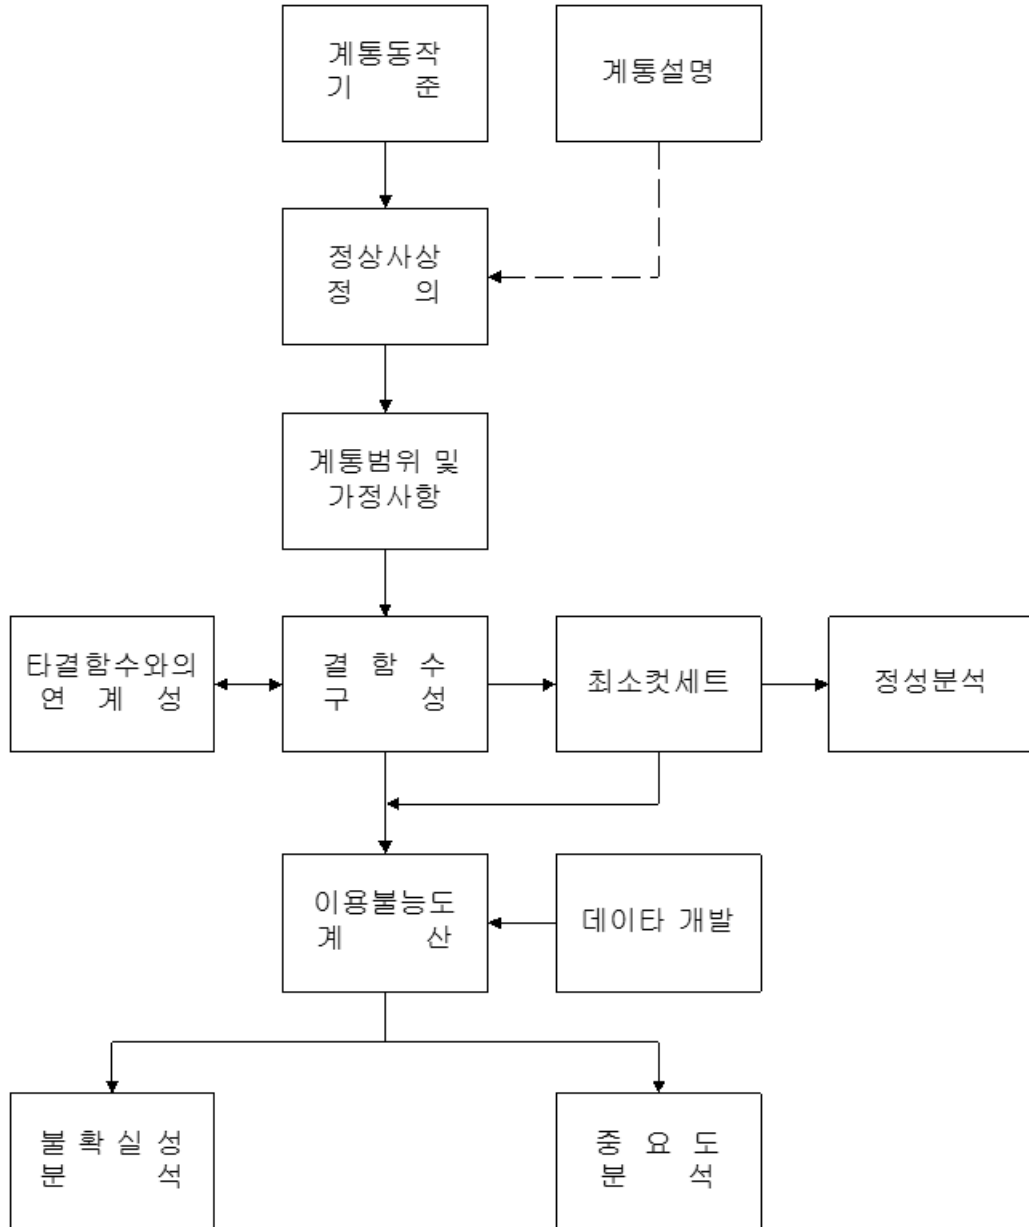 계통동작
기 준
계통설명
정상사상
정 의
계통범위 및
가정사항
타결함수와의
연 계 성
결 함 수
구 성
최소컷세트
정성분석
이용불능도
계 산
데이타 개발
불 확 실 성
분 석
중 요 도
분 석